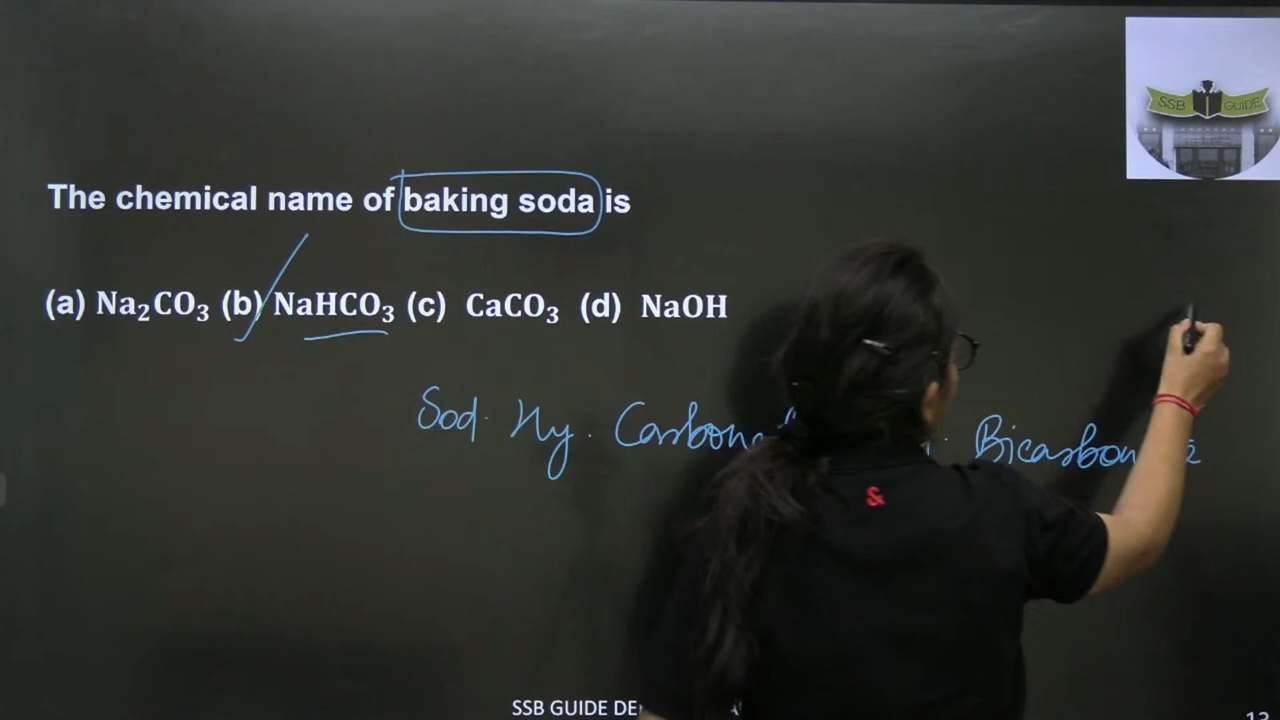 SSB GUIDE
The chemical name of baking soda is
(a) Na₂CO₃ (b) NaHCO₃ (c) CaCO₃ (d) NaOH
Sod. Hy. Carbon Bicarbon
SSB GUIDE DE
&